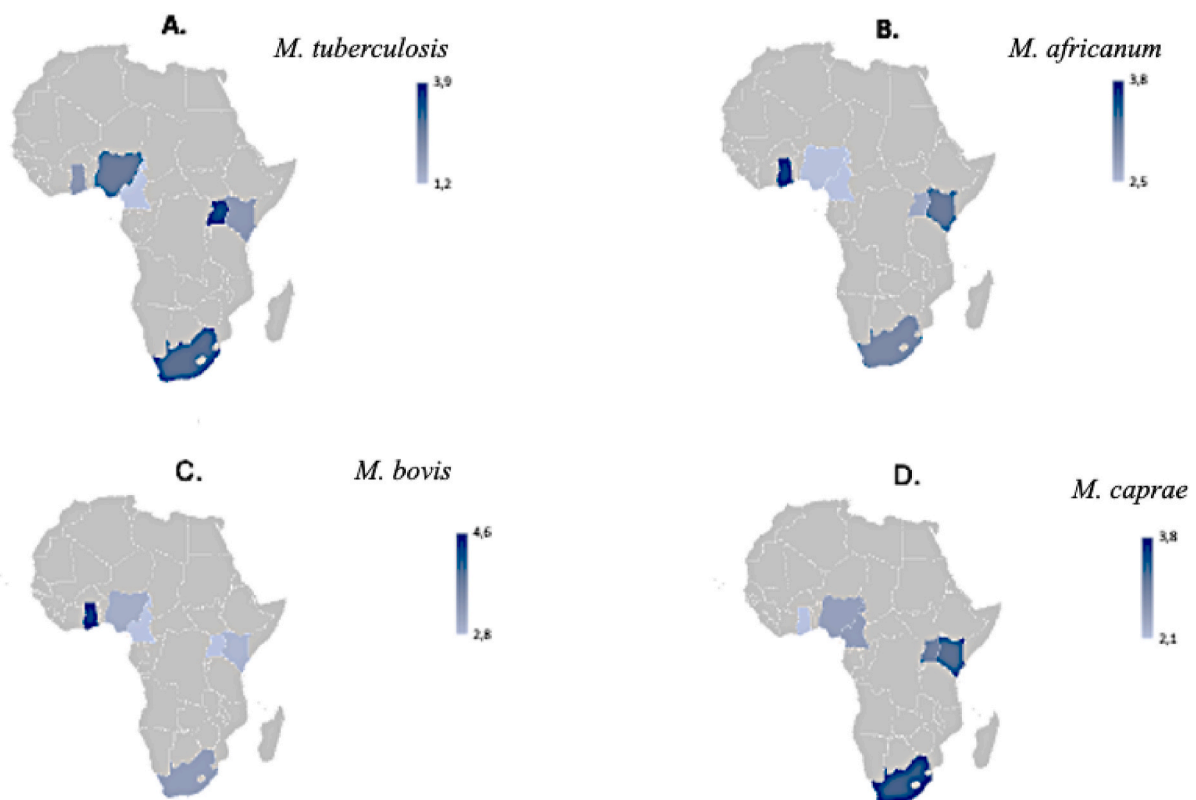 A.
M. tuberculosis
3,9
1,2
B.
M. africanum
3,8
2,5
C.
M. bovis
4,6
2,8
D.
M. caprae
3,8
2,1